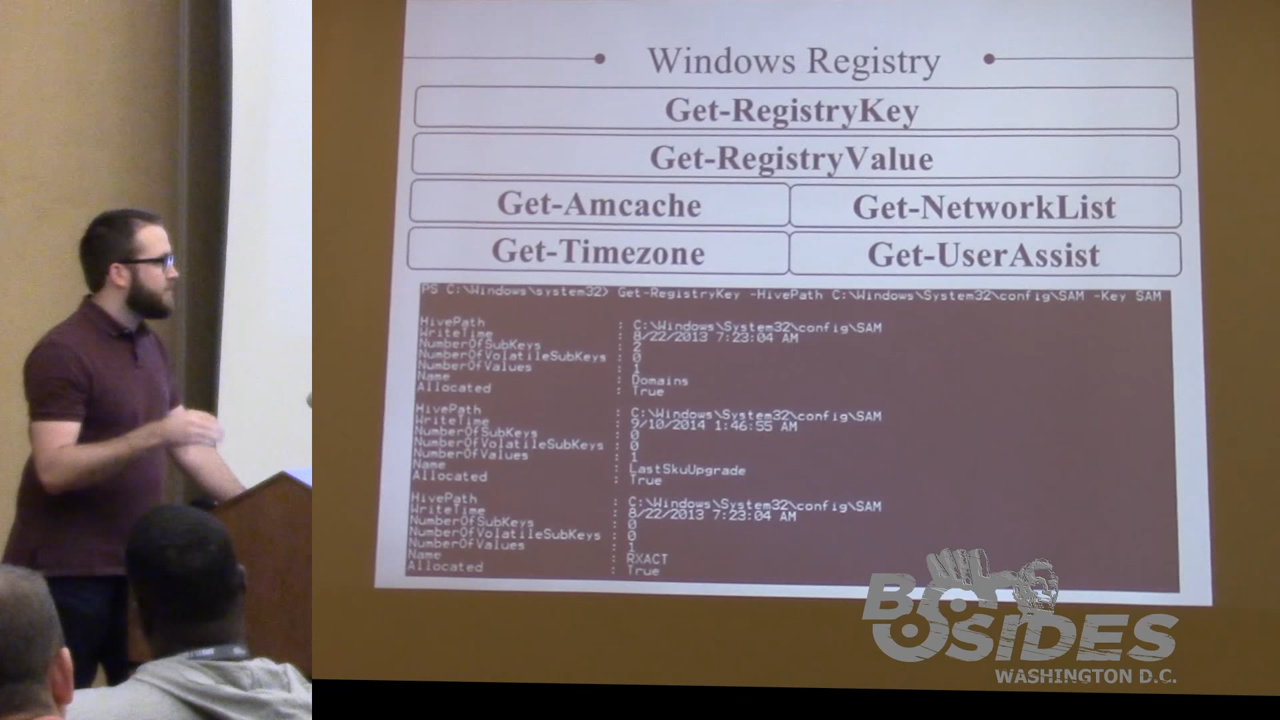 Windows Registry
Get-RegistryKey
Get-RegistryValue
Get-Amcache Get-NetworkList
Get-Timezone Get-UserAssist
PS C:\Windows\system32> Get-RegistryKey -HivePath C:\Windows\System32\config\SAM -Key SAM
HivePath : C:\Windows\System32\config\SAM
WriteTime : 8/22/2013 7:23:04 AM
NumberOfSubKeys : 2
NumberOfVolatileSubKeys : 0
NumberOfValues : 1
Name : Domains
Allocated : True
HivePath : C:\Windows\System32\config\SAM
WriteTime : 9/10/2014 1:46:55 AM
NumberOfSubKeys : 0
NumberOfVolatileSubKeys : 0
NumberOfValues : 1
Name : LastSkuUpgrade
Allocated : True
HivePath : C:\Windows\System32\config\SAM
WriteTime : 8/22/2013 7:23:04 AM
NumberOfSubKeys : 0
NumberOfVolatileSubKeys : 0
NumberOfValues : 1
Name : RXACT
Allocated : True
BSIDES
WASHINGTON D.C.